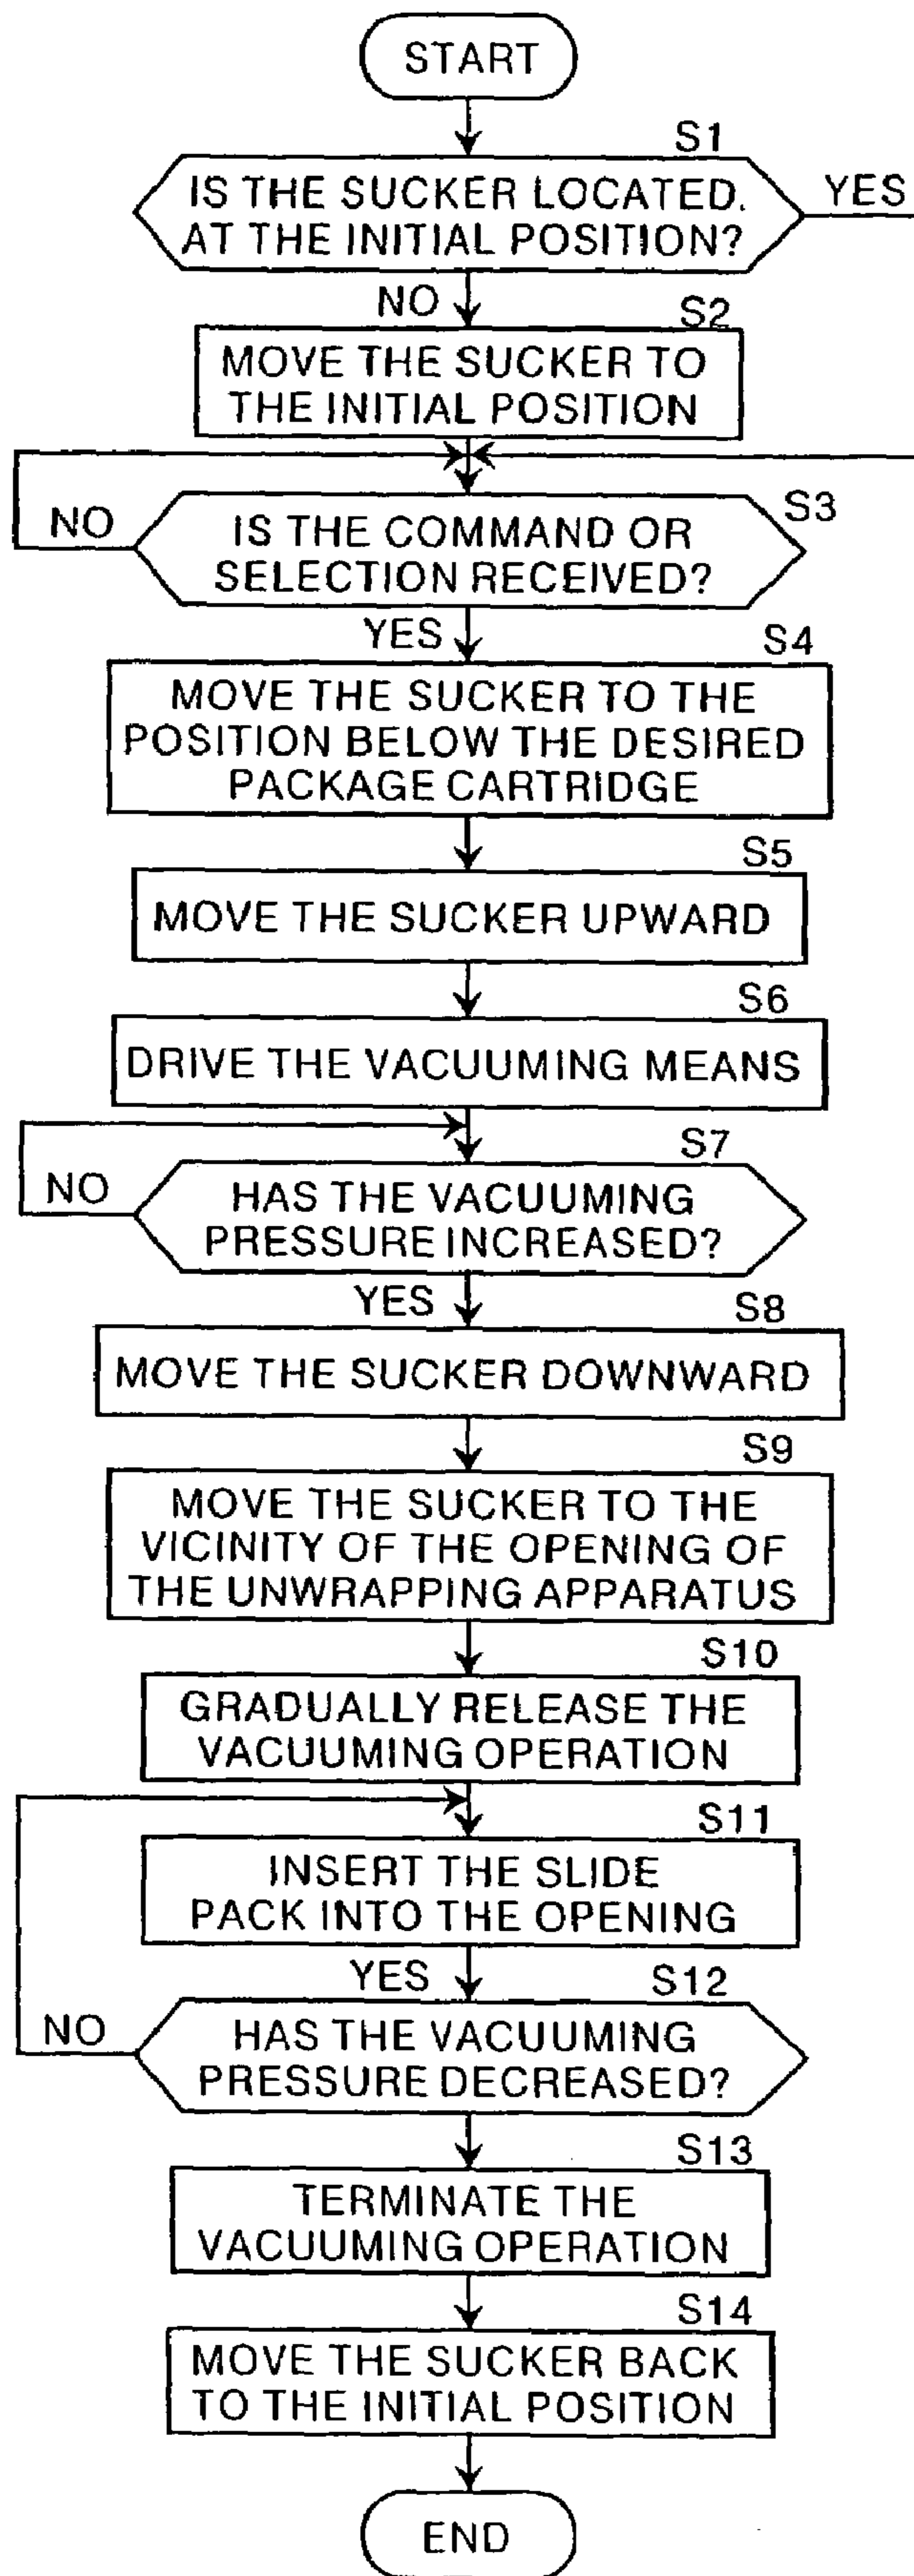 START
S1
IS THE SUCKER LOCATED.
AT THE INITIAL POSITION?
YES
NO
S2
MOVE THE SUCKER TO
THE INITIAL POSITION
NO
S3
IS THE COMMAND OR
SELECTION RECEIVED?
YES
S4
MOVE THE SUCKER TO THE
POSITION BELOW THE DESIRED
PACKAGE CARTRIDGE
S5
MOVE THE SUCKER UPWARD
S6
DRIVE THE VACUUMING MEANS
S7
NO
HAS THE VACUUMING
PRESSURE INCREASED?
YES
S8
MOVE THE SUCKER DOWNWARD
S9
MOVE THE SUCKER TO THE
VICINITY OF THE OPENING OF
THE UNWRAPPING APPARATUS
S10
GRADUALLY RELEASE THE
VACUUMING OPERATION
S11
INSERT THE SLIDE
PACK INTO THE OPENING
YES
S12
NO
HAS THE VACUUMING
PRESSURE DECREASED?
S13
TERMINATE THE
VACUUMING OPERATION
S14
MOVE THE SUCKER BACK
TO THE INITIAL POSITION
END